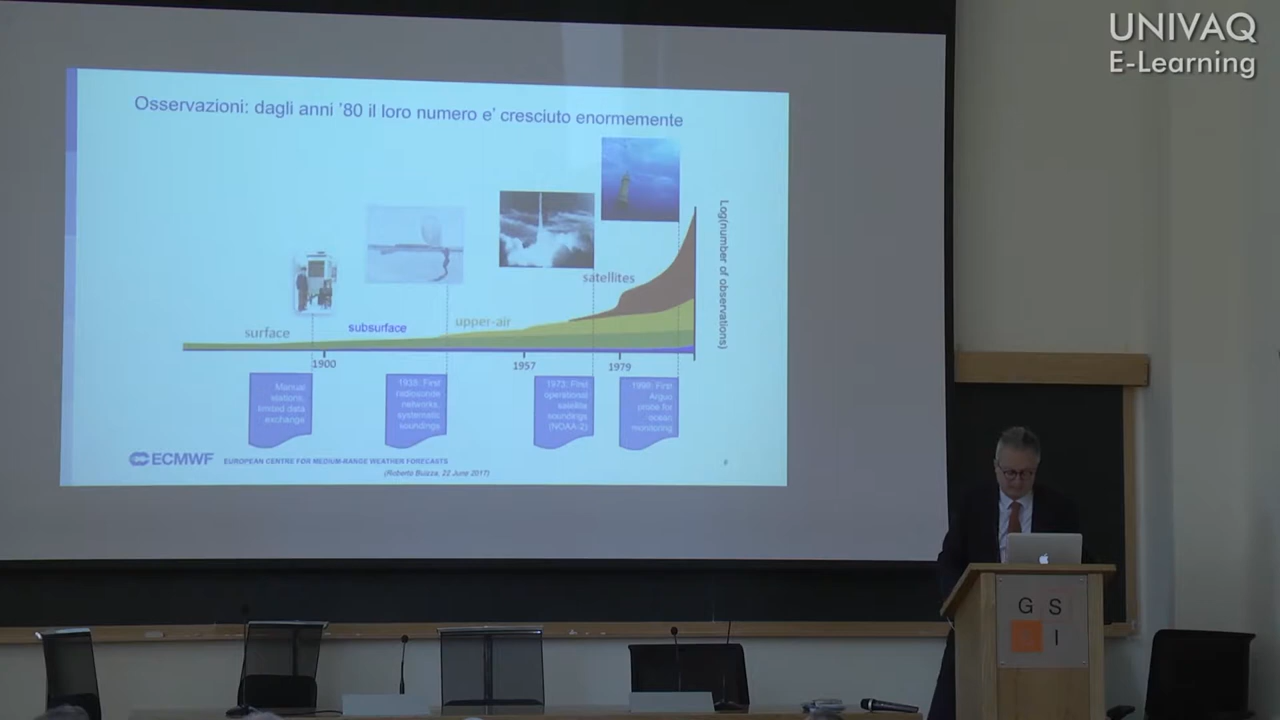 UNIVAQ
E-Learning
Osservazioni: dagli anni '80 il loro numero e' cresciuto enormemente
Log(number of observations)
satellites
upper-air
subsurface
surface
1900
1957
1979
Manual
stations,
limited data
exchange
1938: First
radiosonde
networks,
systematic
soundings
1973: First
operational
satellite
soundings
(NOAA-2)
1998: First
Argo
probe for
ocean
monitoring
ECMWF EUROPEAN CENTRE FOR MEDIUM-RANGE WEATHER FORECASTS
(Roberto Buizza, 22 June 2017)
G S
S I